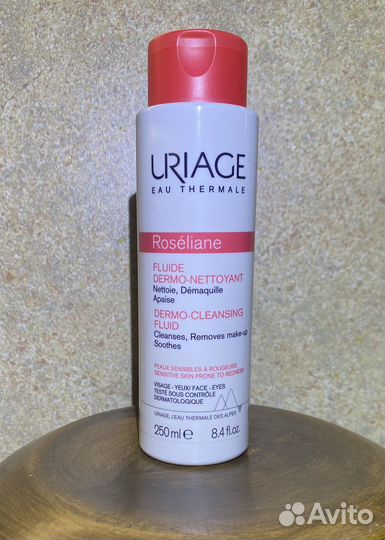 URIAGE
EAU THERMALE
Roséliane
FLUIDE
DERMO-NETTOYANT
Nettoie, Démaquille
Apaise
DERMO-CLEANSING
FLUID
Cleanses, Removes make-up
Soothes
PEAUX SENSIBLES À ROUGEURS
SENSITIVE SKIN PRONE TO REDNESS
VISAGE - YEUX/ FACE - EYES
TESTÉ SOUS CONTRÔLE
DERMATOLOGIQUE
URIAGE, L'EAU THERMALE DES ALPES
250 ml e 8.4 fl.oz.
Avito